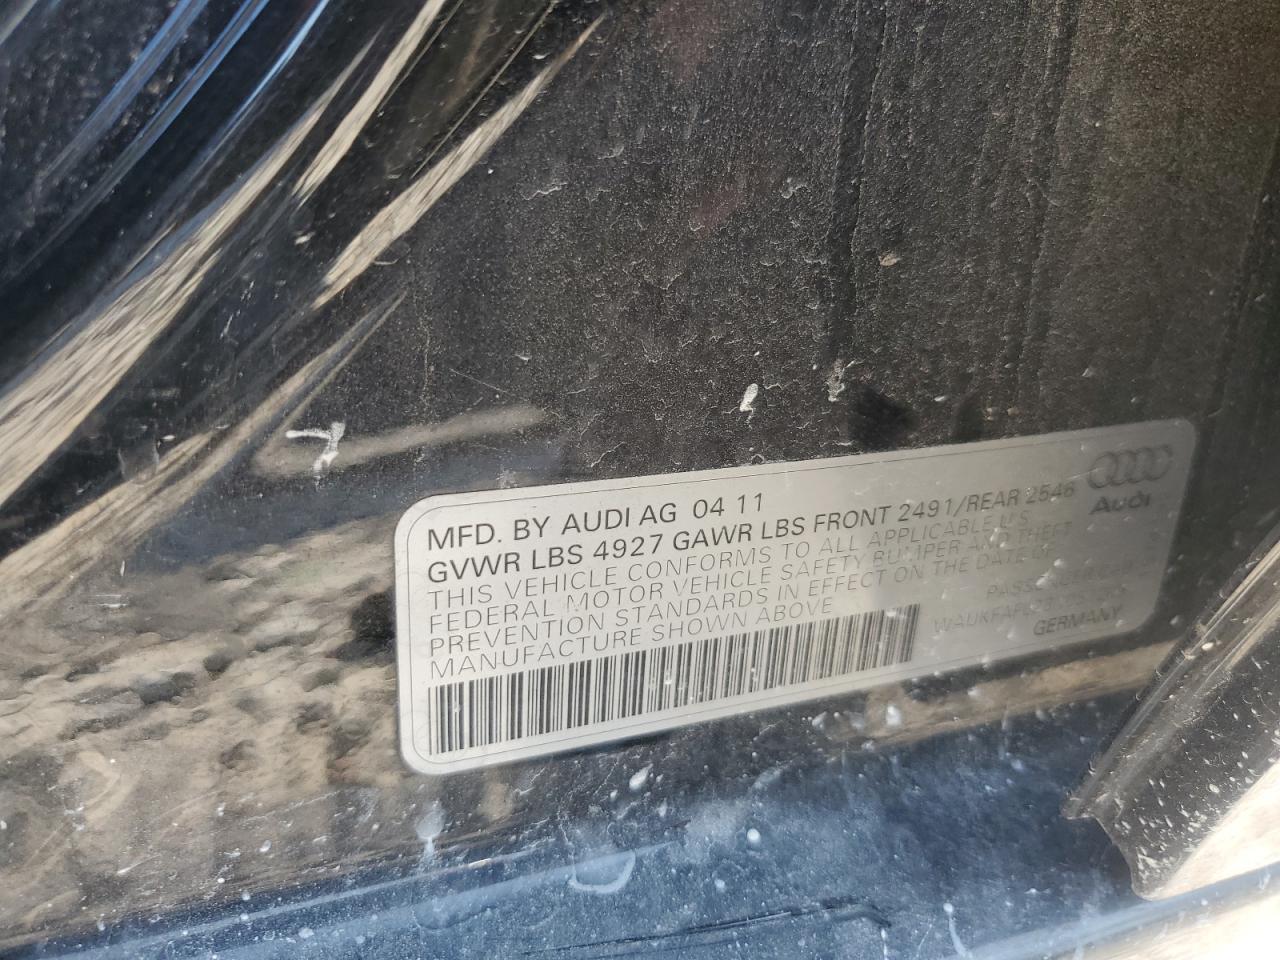 MFD. BY AUDI AG 04 11
GVWR LBS 4927 GAWR LBS FRONT 2491/REAR 2546
THIS VEHICLE CONFORMS TO ALL APPLICABLE U.S.
FEDERAL MOTOR VEHICLE SAFETY BUMPER AND THEFT
PREVENTION STANDARDS IN EFFECT ON THE DATE OF
MANUFACTURE SHOWN ABOVE
Audi
GERMANY